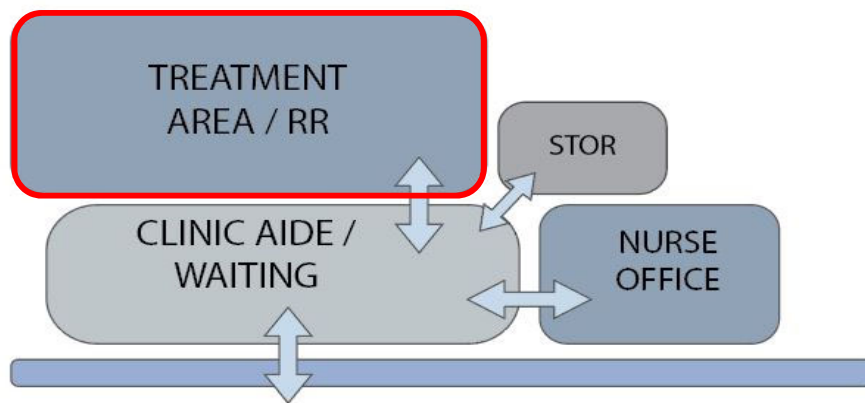 TREATMENT
AREA / RR
STOR
CLINIC AIDE /
WAITING
NURSE
OFFICE